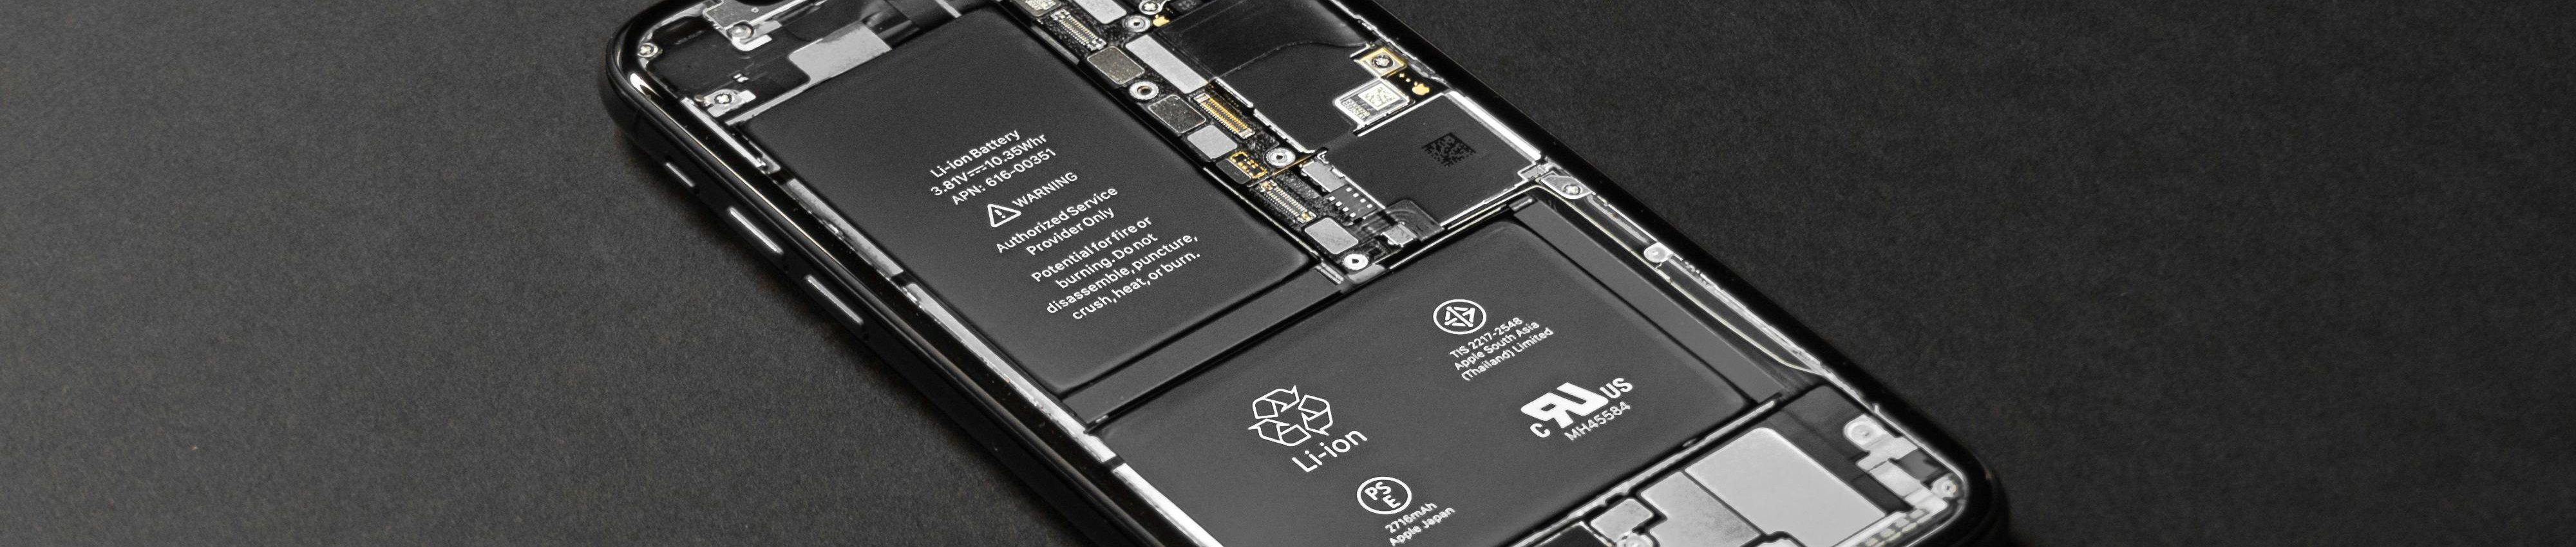 Li-ion Battery
3.81V⎓10.35Whr
APN: 616-00351
WARNING
Authorized Service
Provider Only
Potential for fire or
burning. Do not
disassemble, puncture,
crush, heat, or burn.
TIS 2217-2548
Apple South Asia
(Thailand) Limited
Li-ion
c RU US
MH45584
PS
E
2716mAh
Apple Japan